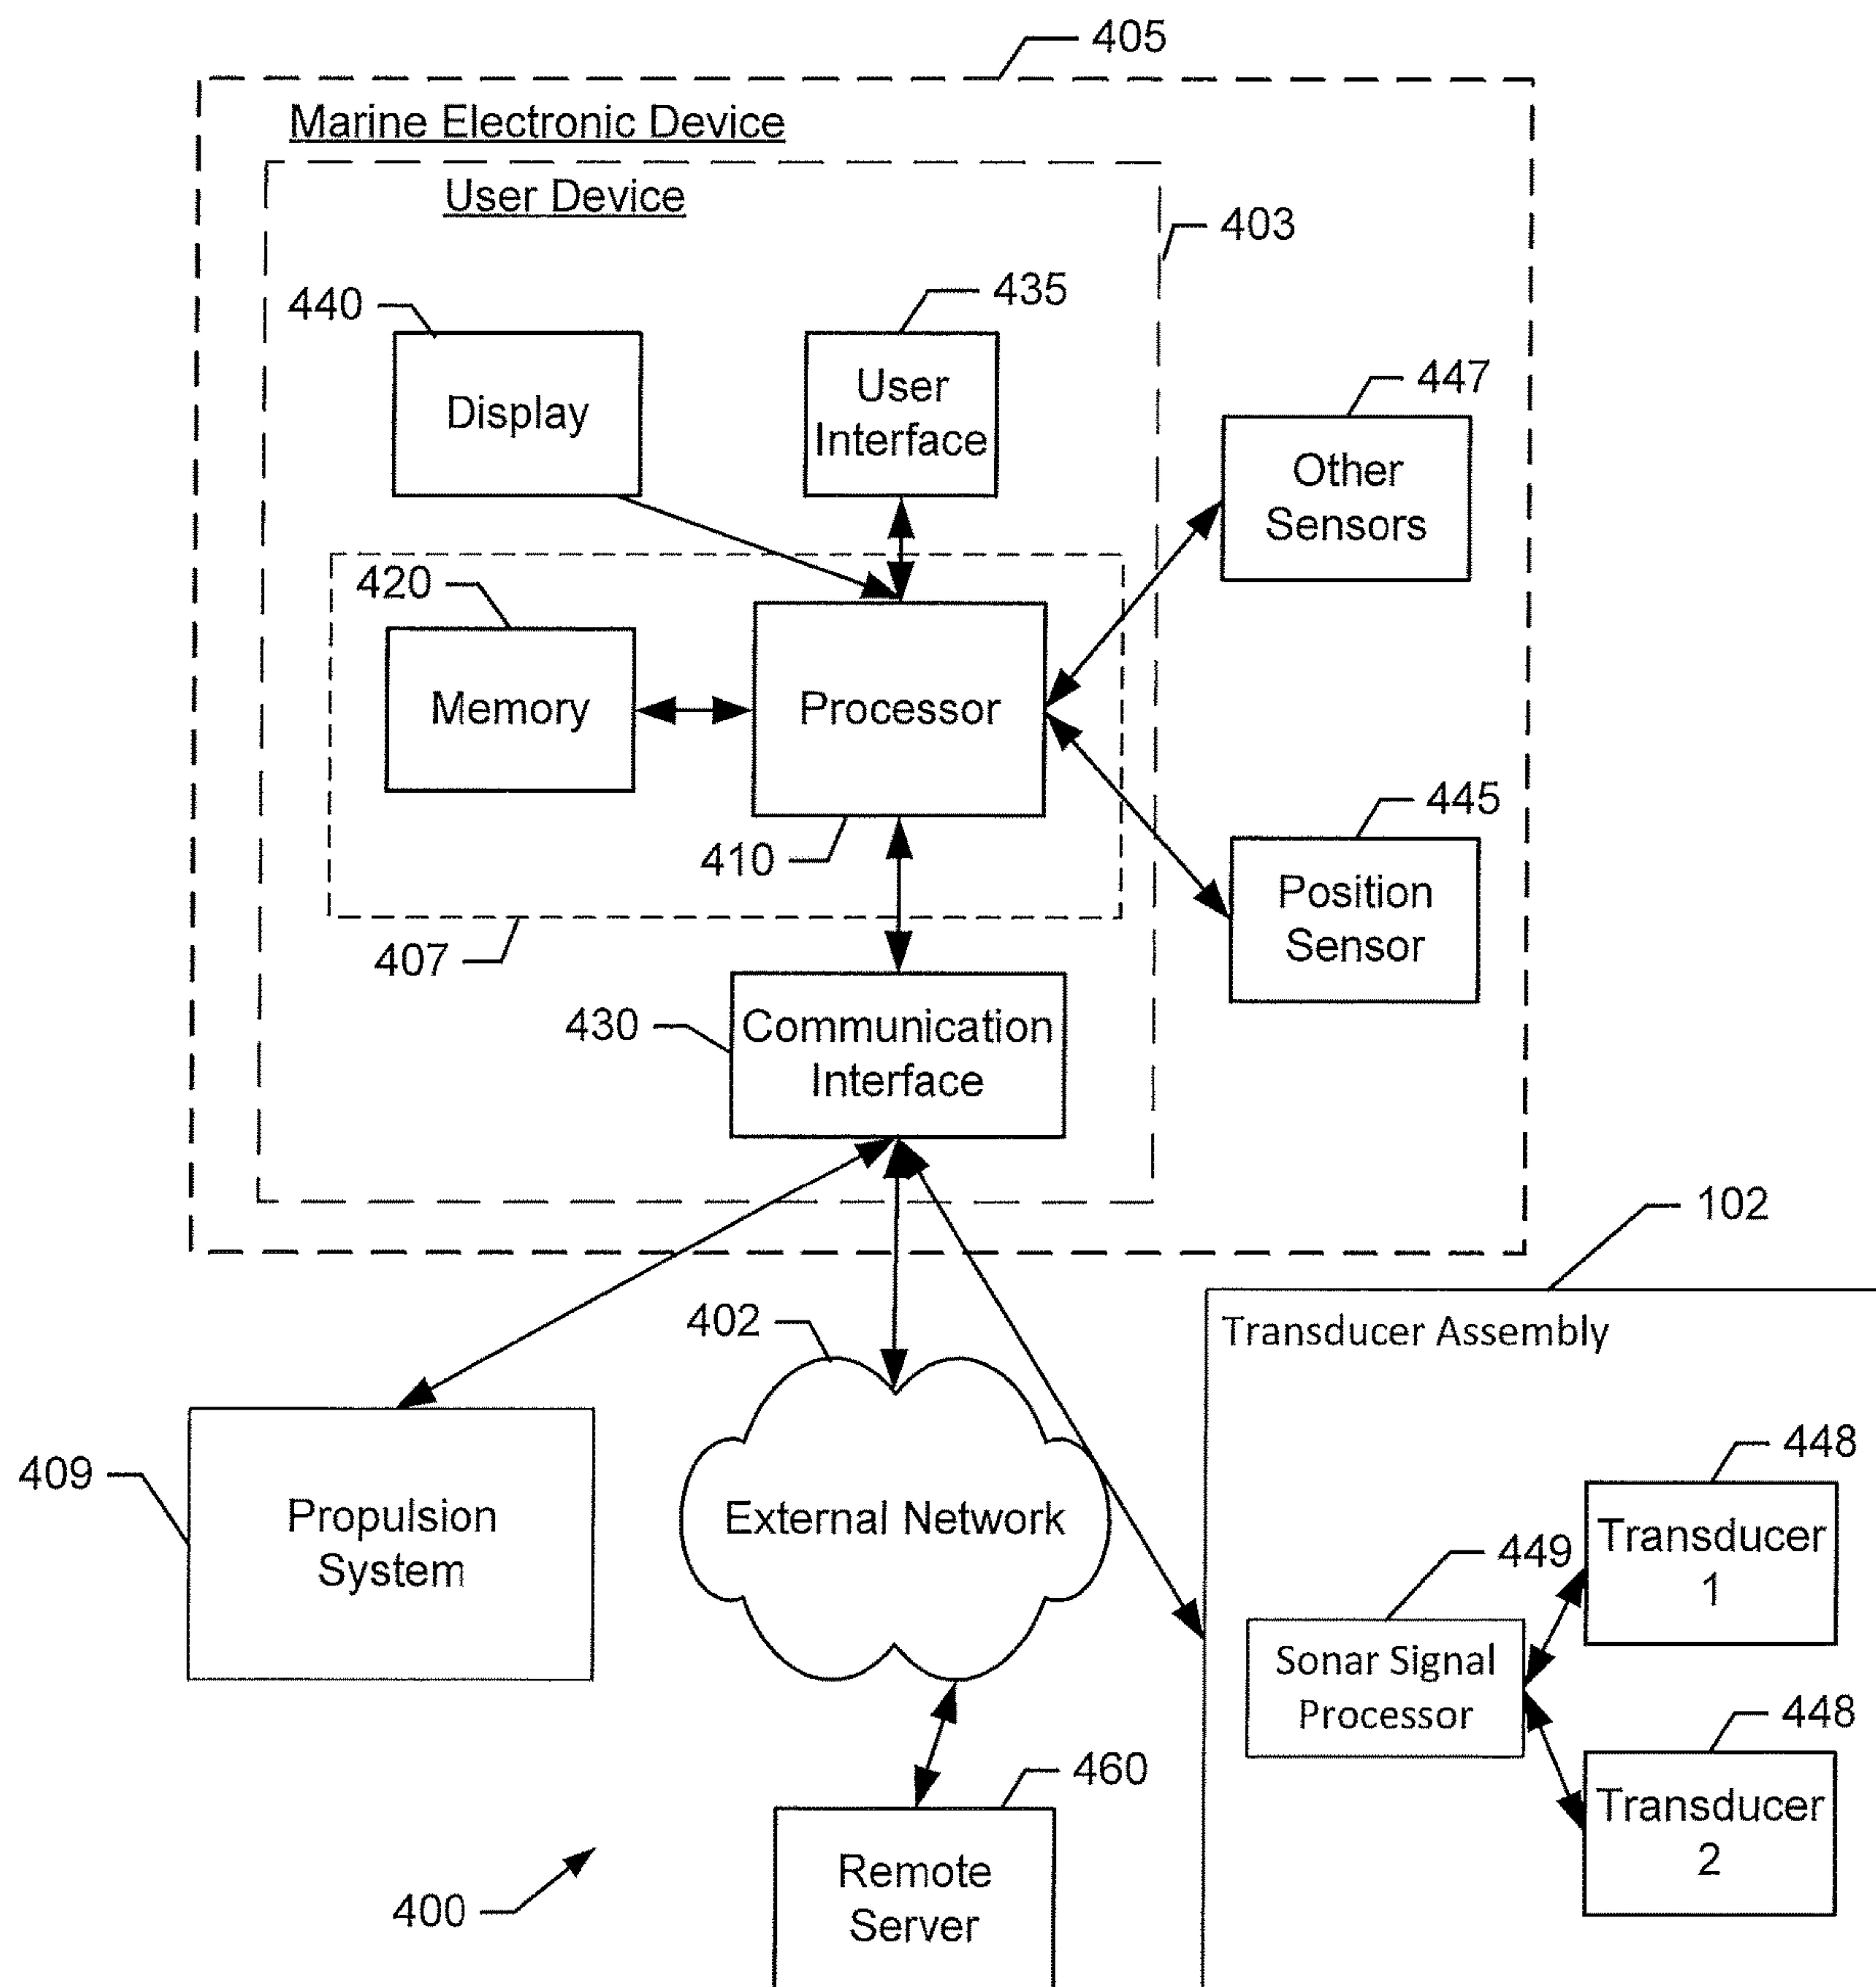 405
Marine Electronic Device
User Device
403
440
435
Display
User
Interface
447
Other
Sensors
420
Memory
Processor
410
445
Position
Sensor
407
430
Communication
Interface
102
402
Transducer Assembly
409
Propulsion
System
External Network
448
Transducer
1
449
Sonar Signal
Processor
448
Transducer
2
460
Remote
Server
400